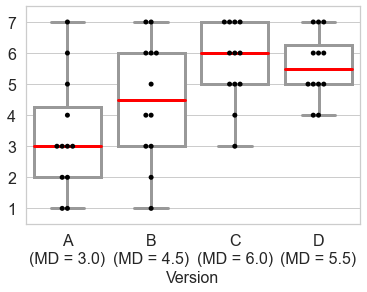 7
6
5
4
3
2
1
A B C D
(MD = 3.0) (MD = 4.5) (MD = 6.0) (MD = 5.5)
Version